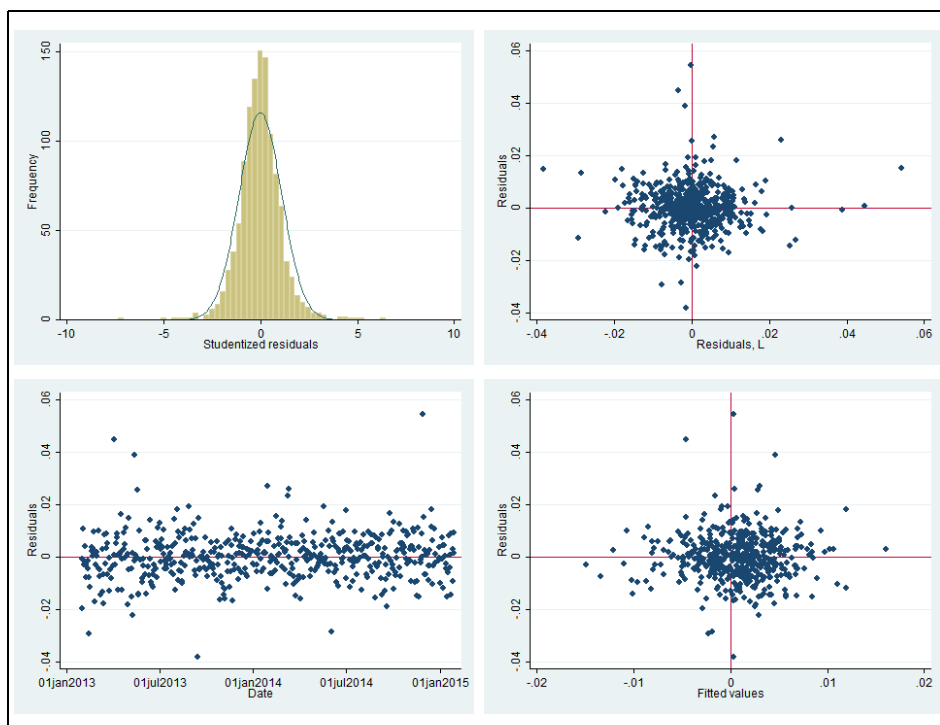 150
100
50
0
Frequency
-10 -5 0 5 10
Studentized residuals
.06
.04
.02
0
-.02
-.04
Residuals
-.04 -.02 0 .02 .04 .06
Residuals, L
.06
.04
.02
0
-.02
-.04
Residuals
01jan2013 01jul2013 01jan2014 01jul2014 01jan2015
Date
.06
.04
.02
0
-.02
-.04
Residuals
-.02 -.01 0 .01 .02
Fitted values